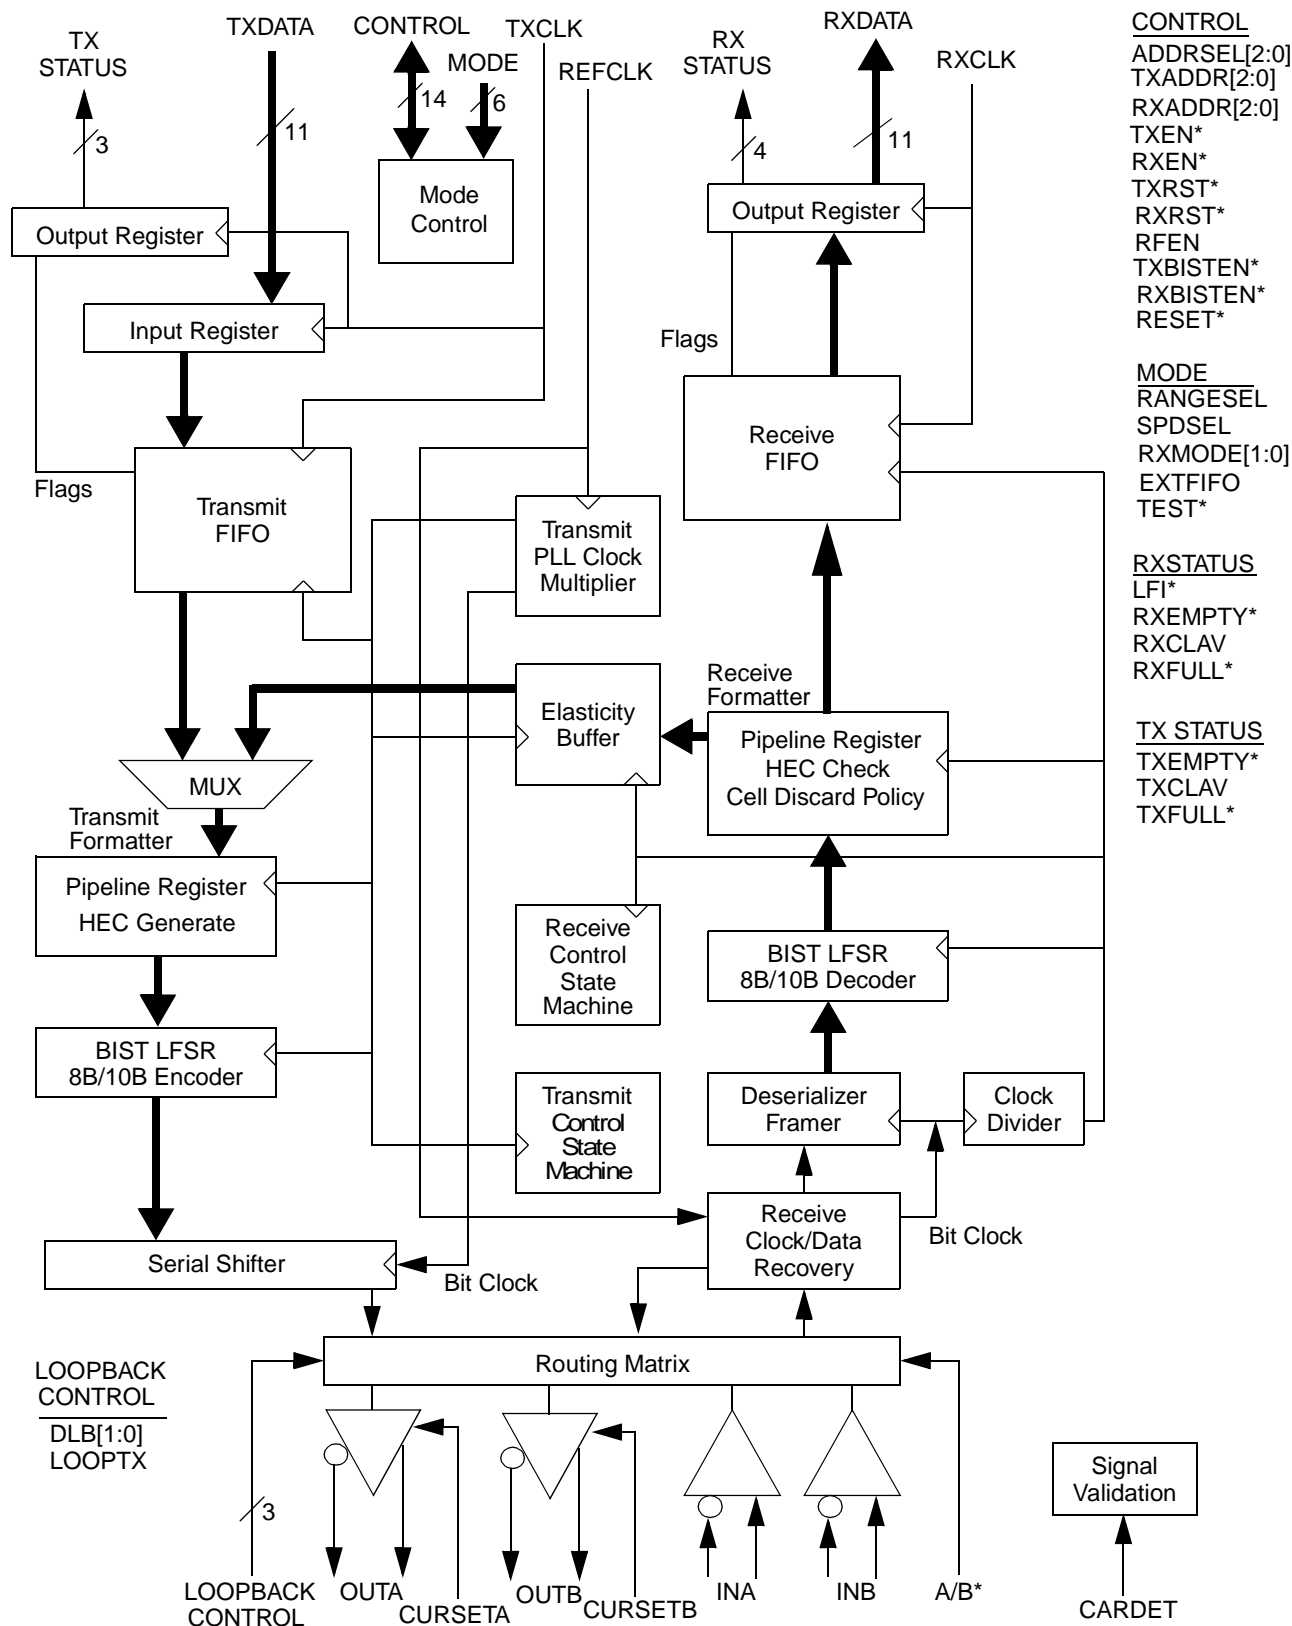 TX
STATUS
TXDATA
CONTROL
MODE
TXCLK
REFCLK
RX
STATUS
RXDATA
RXCLK
3
11
14
6
4
11
Mode
Control
Output Register
Input Register
Flags
Transmit
FIFO
Transmit
PLL Clock
Multiplier
Output Register
Flags
Receive
FIFO
Elasticity
Buffer
Receive
Formatter
Pipeline Register
HEC Check
Cell Discard Policy
MUX
Transmit
Formatter
Pipeline Register
HEC Generate
Receive
Control
State
Machine
BIST LFSR
8B/10B Decoder
BIST LFSR
8B/10B Encoder
Transmit
Control
State
Machine
Deserializer
Framer
Clock
Divider
Receive
Clock/Data
Recovery
Bit Clock
Serial Shifter
Bit Clock
Routing Matrix
LOOPBACK
CONTROL
DLB[1:0]
LOOPTX
3
LOOPBACK
CONTROL
OUTA
CURSETA
OUTB
CURSETB
INA
INB
A/B*
Signal
Validation
CARDET
CONTROL
ADDRSEL[2:0]
TXADDR[2:0]
RXADDR[2:0]
TXEN*
RXEN*
TXRST*
RXRST*
RFEN
TXBISTEN*
RXBISTEN*
RESET*
MODE
RANGESEL
SPDSEL
RXMODE[1:0]
EXTFIFO
TEST*
RXSTATUS
LFI*
RXEMPTY*
RXCLAV
RXFULL*
TX STATUS
TXEMPTY*
TXCLAV
TXFULL*